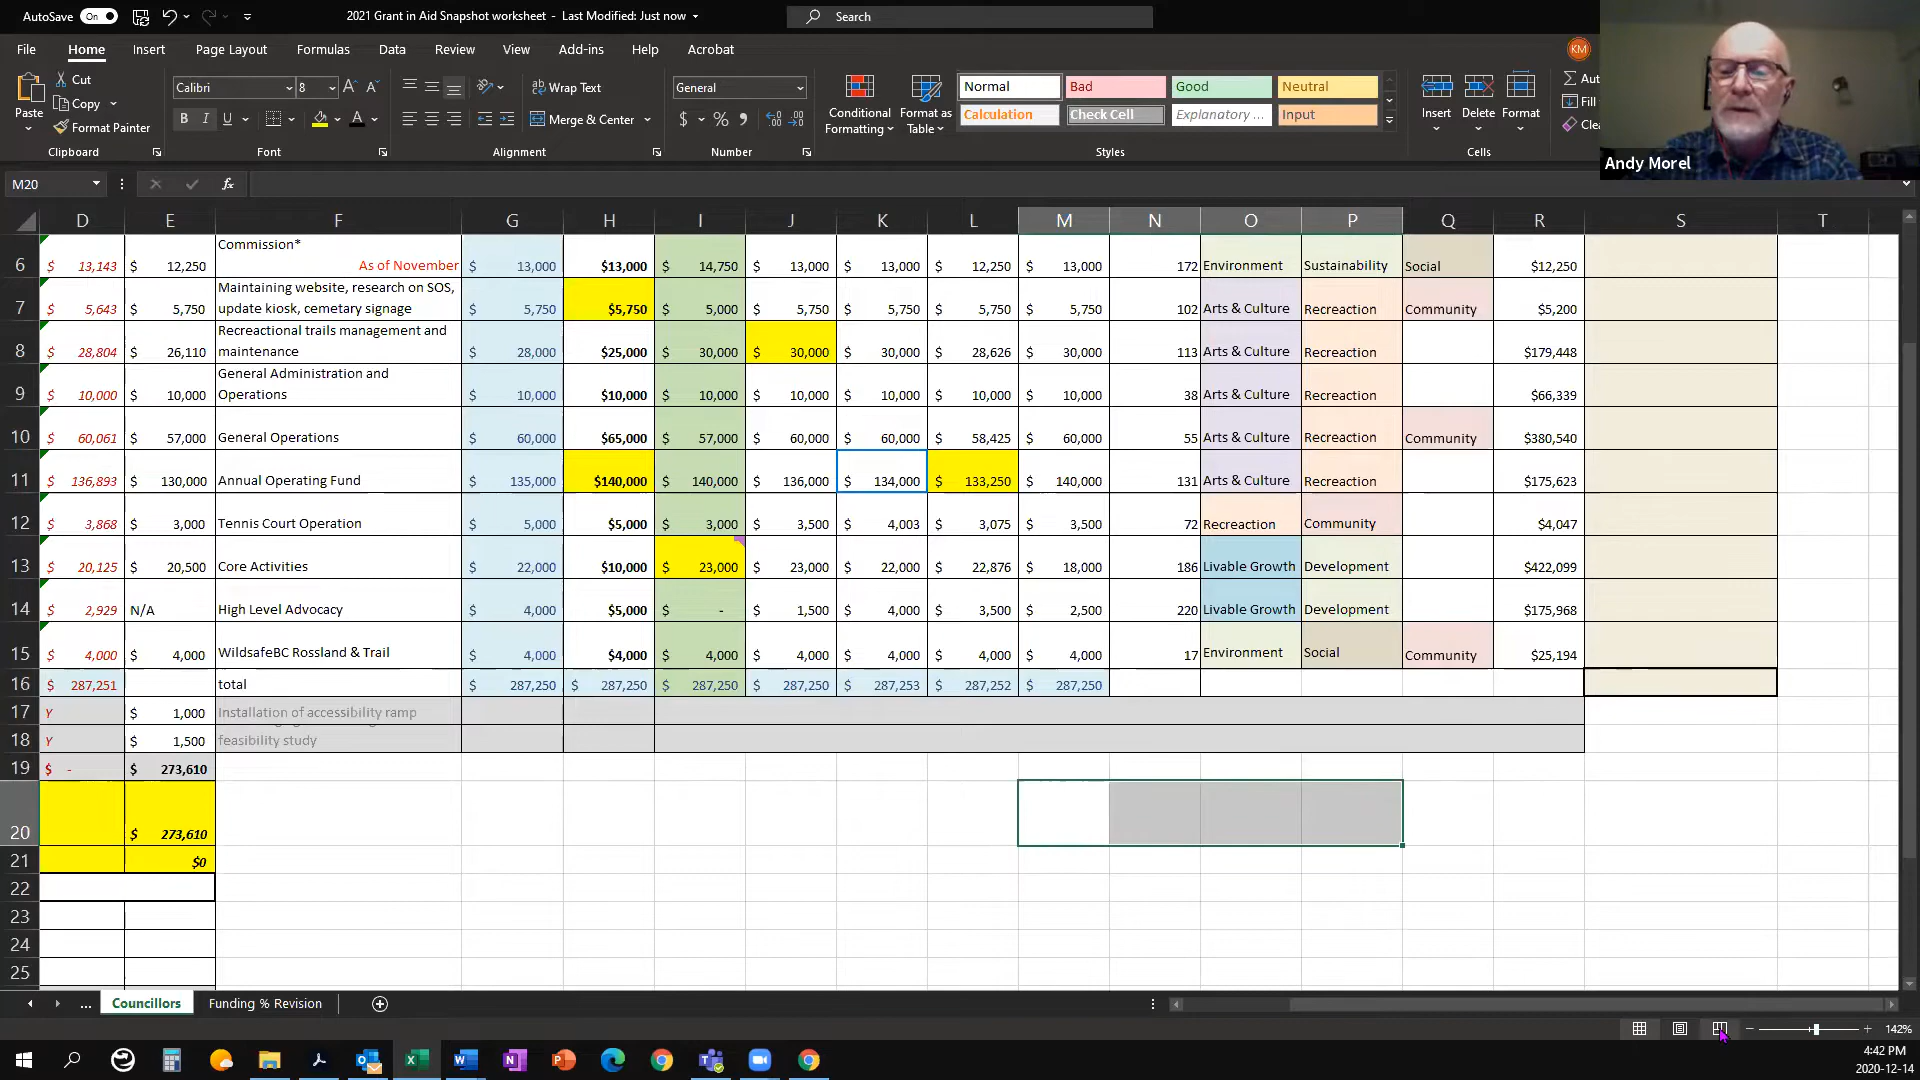 AutoSave On 2021 Grant in Aid Snapshot worksheet - Last Modified: Just now Search
File Home Insert Page Layout Formulas Data Review View Add-ins Help Acrobat KM
Paste Cut Copy Format Painter Clipboard
Calibri 8 B I U A Font
Wrap Text Merge & Center Alignment
General $ % Number
Conditional Formatting Format as Table
Normal Bad Good Neutral
Calculation Check Cell Explanatory ... Input
Styles
Insert Delete Format Cells
Aut
Fill
Cle
Andy Morel
M20 fx
D E F G H I J K L M N O P Q R S T
Commission*
6 $ 13,143 $ 12,250 As of November $ 13,000 $13,000 $ 14,750 $ 13,000 $ 13,000 $ 12,250 $ 13,000 172 Environment Sustainability Social $12,250
Maintaining website, research on SOS,
7 $ 5,643 $ 5,750 update kiosk, cemetary signage $ 5,750 $5,750 $ 5,000 $ 5,750 $ 5,750 $ 5,750 $ 5,750 102 Arts & Culture Recreaction Community $5,200
Recreactional trails management and
8 $ 28,804 $ 26,110 maintenance $ 28,000 $25,000 $ 30,000 $ 30,000 $ 30,000 $ 28,626 $ 30,000 113 Arts & Culture Recreaction $179,448
General Administration and
9 $ 10,000 $ 10,000 Operations $ 10,000 $10,000 $ 10,000 $ 10,000 $ 10,000 $ 10,000 $ 10,000 38 Arts & Culture Recreaction $66,339
10 $ 60,061 $ 57,000 General Operations $ 60,000 $65,000 $ 57,000 $ 60,000 $ 60,000 $ 58,425 $ 60,000 55 Arts & Culture Recreaction Community $380,540
11 $ 136,893 $ 130,000 Annual Operating Fund $ 135,000 $140,000 $ 140,000 $ 136,000 $ 134,000 $ 133,250 $ 140,000 131 Arts & Culture Recreaction $175,623
12 $ 3,868 $ 3,000 Tennis Court Operation $ 5,000 $5,000 $ 3,000 $ 3,500 $ 4,003 $ 3,075 $ 3,500 72 Recreaction Community $4,047
13 $ 20,125 $ 20,500 Core Activities $ 22,000 $10,000 $ 23,000 $ 23,000 $ 22,000 $ 22,876 $ 18,000 186 Livable Growth Development $422,099
14 $ 2,929 N/A High Level Advocacy $ 4,000 $5,000 $ - $ 1,500 $ 4,000 $ 3,500 $ 2,500 220 Livable Growth Development $175,968
15 $ 4,000 $ 4,000 WildsafeBC Rossland & Trail $ 4,000 $4,000 $ 4,000 $ 4,000 $ 4,000 $ 4,000 $ 4,000 17 Environment Social Community $25,194
16 $ 287,251 total $ 287,250 $ 287,250 $ 287,250 $ 287,250 $ 287,253 $ 287,252 $ 287,250
17 Y $ 1,000 Installation of accessibility ramp
18 Y $ 1,500 feasibility study
19 $ - $ 273,610
20 $ 273,610
21 $0
22
23
24
25
... Councillors Funding % Revision
142%
4:42 PM
2020-12-14